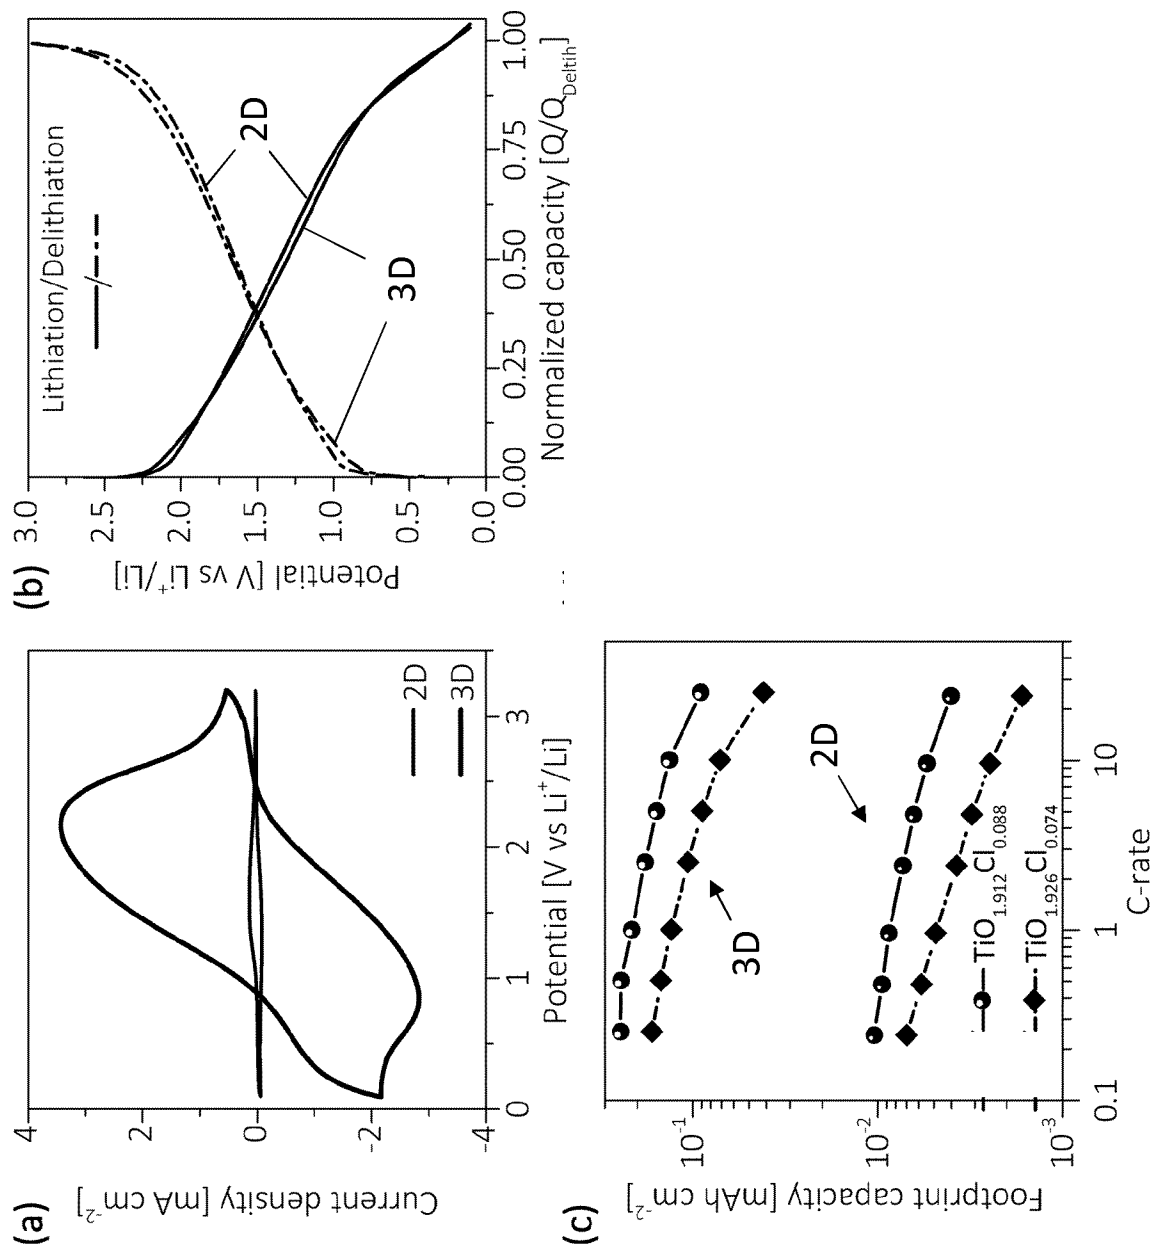 (a)
Current density [mA cm⁻²]
4
2
0
-2
-4
0
1
2
3
Potential [V vs Li⁺/Li]
2D
3D
(b)
Potential [V vs Li⁺/Li]
3.0
2.5
2.0
1.5
1.0
0.5
0.0
0.00
0.25
0.50
0.75
1.00
Normalized capacity [Q/Q_Deltih]
Lithiation/Delithiation
2D
3D
(c)
Footprint capacity [mAh cm⁻²]
10⁻¹
10⁻²
10⁻³
0.1
1
10
C-rate
3D
2D
TiO₁.₉₁₂Cl₀.₀₈₈
TiO₁.₉₂₆Cl₀.₀₇₄